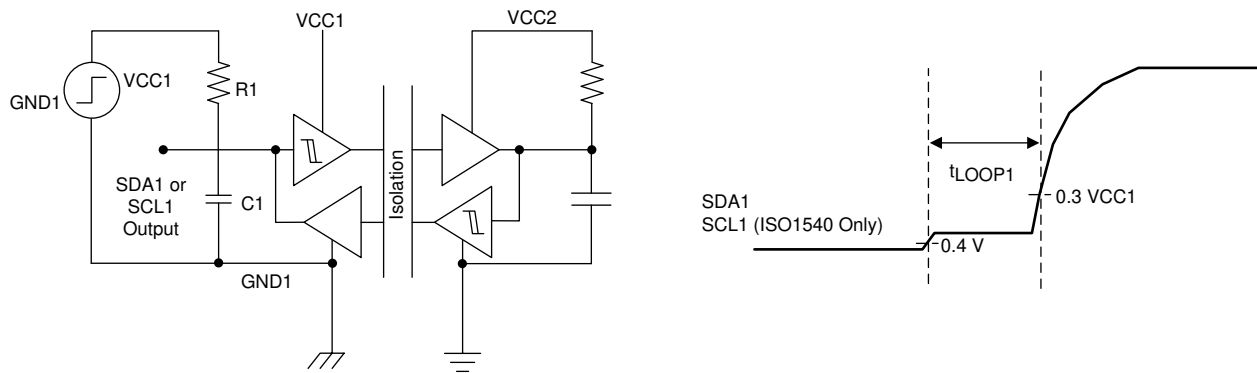 VCC1
VCC2
VCC1
GND1
R1
C1
SDA1 or
SCL1
Output
Isolation
GND1
tLOOP1
0.3 VCC1
SDA1
SCL1 (ISO1540 Only)
0.4 V